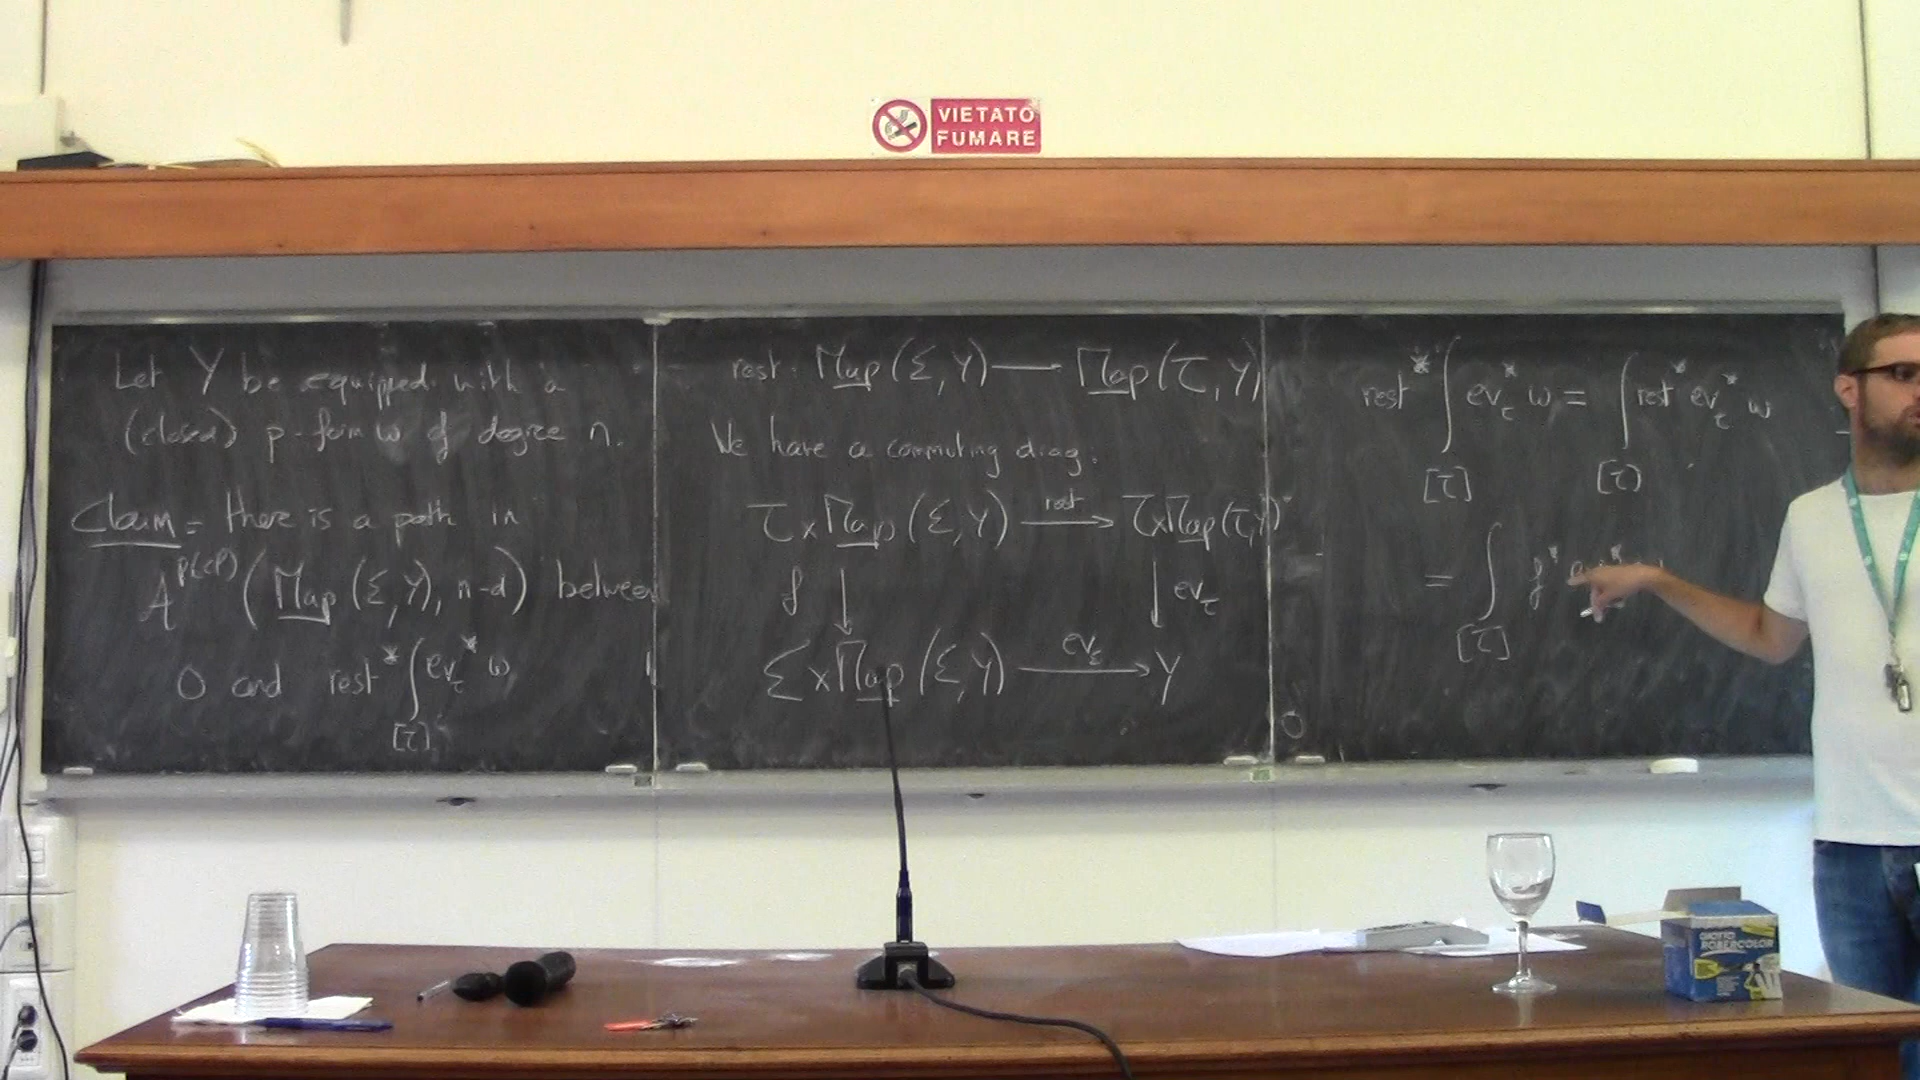 VIETATO
FUMARE
Let Y be equipped with a
(closed) p-form ω of degree n.
Claim = there is a path in
A^{p(cl)} (Map (Σ, Y), n-d) between
0 and rest^* ∫_{[τ]} ev_τ^* ω
rest : Map (Σ, Y) ⟶ Map (τ, Y)
We have a commuting diag.
τ × Map (Σ, Y) ⟶^{rest} τ × Map (τ, Y)
f ↓ ↓ ev_τ
Σ × Map (Σ, Y) ⟶^{ev_Σ} Y
rest^* ∫_{[τ]} ev_τ^* ω = ∫_{[τ]} rest^* ev_τ^* ω
= ∫_{[τ]} f^*
GIOTTO
ROBERCOLOR